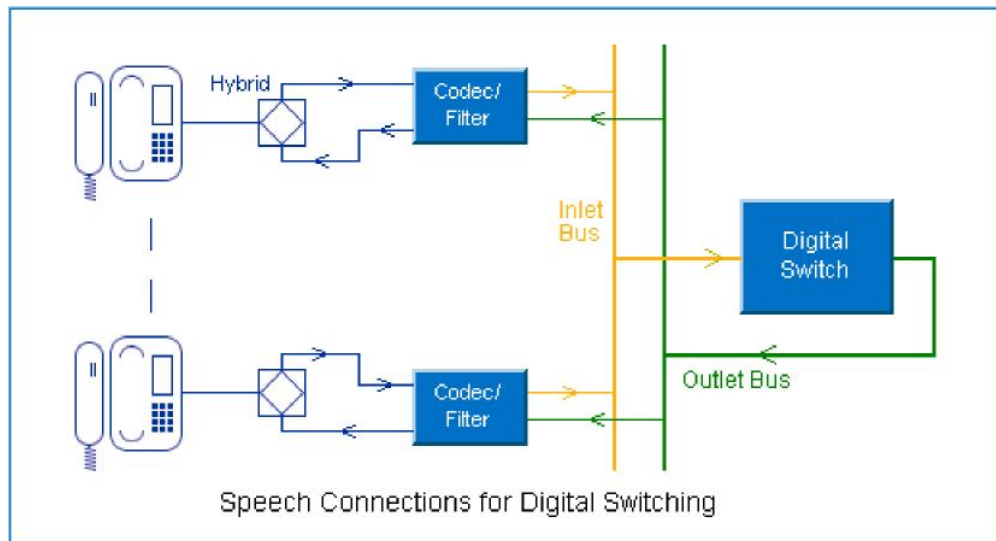 Hybrid
Codec/
Filter
Inlet
Bus
Digital
Switch
Outlet Bus
Codec/
Filter
Speech Connections for Digital Switching